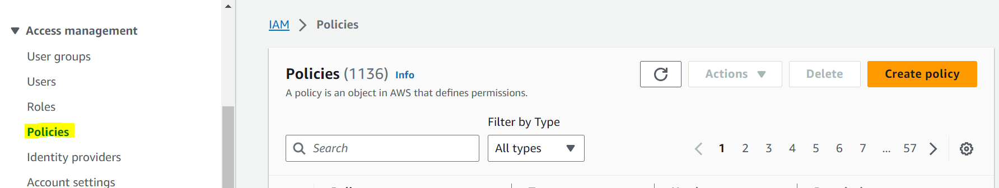 Access management
User groups
Users
Roles
Policies
Identity providers
Account settings
IAM > Policies
Policies (1136) Info
A policy is an object in AWS that defines permissions.
Actions
Delete
Create policy
Filter by Type
Search
All types
1 2 3 4 5 6 7 ... 57